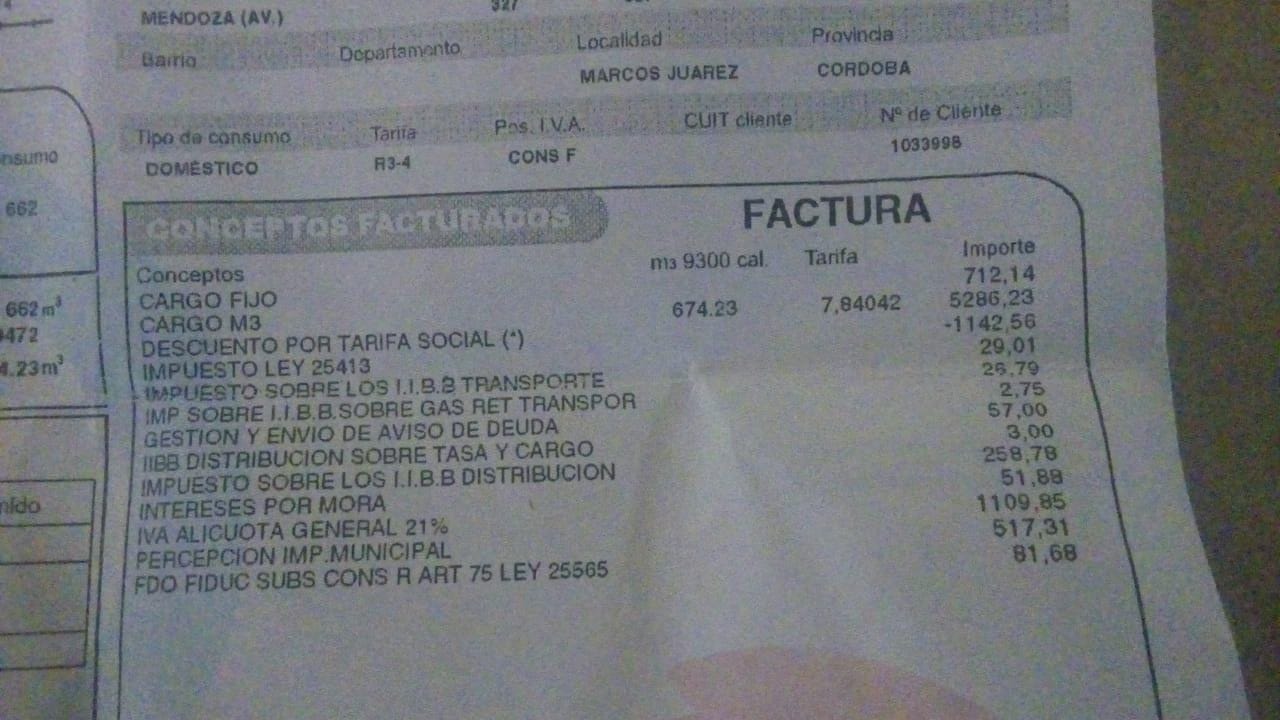 MENDOZA (AV.) 327
Barrio Departamento Localidad Provincia
MARCOS JUAREZ CORDOBA
Tipo de consumo Tarifa Pos. I.V.A. CUIT cliente Nº de Cliente
DOMÉSTICO R3-4 CONS F 1033998
662
662 m³
CONCEPTOS FACTURADOS FACTURA
Conceptos m3 9300 cal. Tarifa Importe
CARGO FIJO 712,14
CARGO M3 674.23 7,84042 5286,23
DESCUENTO POR TARIFA SOCIAL (*) -1142,56
IMPUESTO LEY 25413 29,01
IMPUESTO SOBRE LOS I.I.B.B TRANSPORTE 26,79
IMP SOBRE I.I.B.B.SOBRE GAS RET TRANSPOR 2,75
GESTION Y ENVIO DE AVISO DE DEUDA 57,00
IIBB DISTRIBUCION SOBRE TASA Y CARGO 3,00
IMPUESTO SOBRE LOS I.I.B.B DISTRIBUCION 258,78
INTERESES POR MORA 51,88
IVA ALICUOTA GENERAL 21% 1109,85
PERCEPCION IMP.MUNICIPAL 517,31
FDO FIDUC SUBS CONS R ART 75 LEY 25565 81,68